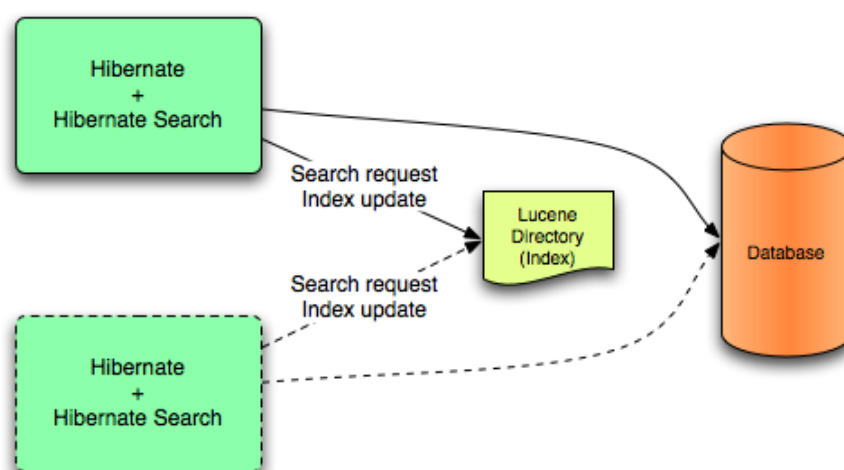 Hibernate
+
Hibernate Search
Search request
Index update
Lucene
Directory
(Index)
Database
Search request
Index update
Hibernate
+
Hibernate Search